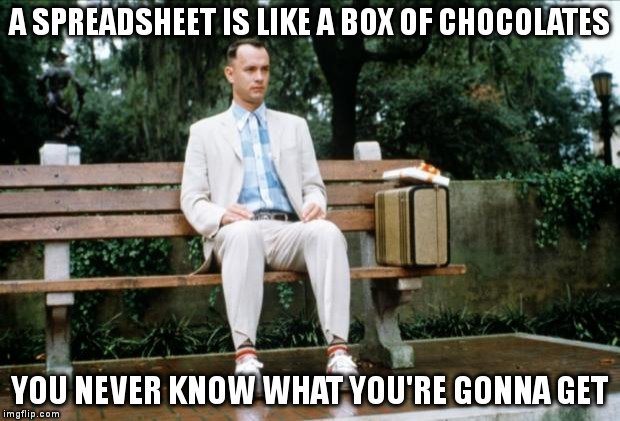 A SPREADSHEET IS LIKE A BOX OF CHOCOLATES
YOU NEVER KNOW WHAT YOU'RE GONNA GET
imgflip.com